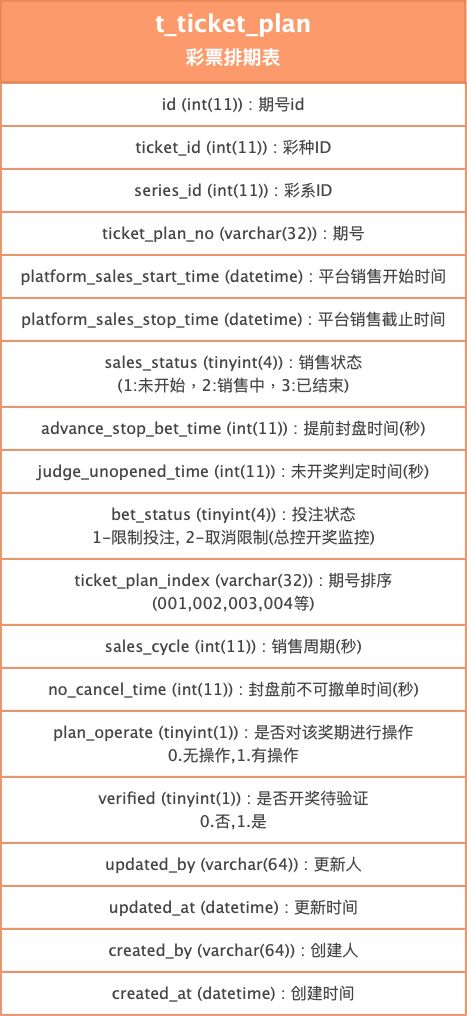 t_ticket_plan
彩票排期表
id (int(11)) : 期号id
ticket_id (int(11)) : 彩种ID
series_id (int(11)) : 彩系ID
ticket_plan_no (varchar(32)) : 期号
platform_sales_start_time (datetime) : 平台销售开始时间
platform_sales_stop_time (datetime) : 平台销售截止时间
sales_status (tinyint(4)) : 销售状态
(1:未开始，2:销售中，3:已结束)
advance_stop_bet_time (int(11)) : 提前封盘时间(秒)
judge_unopened_time (int(11)) : 未开奖判定时间(秒)
bet_status (tinyint(4)) : 投注状态
1-限制投注, 2-取消限制(总控开奖监控)
ticket_plan_index (varchar(32)) : 期号排序
(001,002,003,004等)
sales_cycle (int(11)) : 销售周期(秒)
no_cancel_time (int(11)) : 封盘前不可撤单时间(秒)
plan_operate (tinyint(1)) : 是否对该奖期进行操作
0.无操作,1.有操作
verified (tinyint(1)) : 是否开奖待验证
0.否,1.是
updated_by (varchar(64)) : 更新人
updated_at (datetime) : 更新时间
created_by (varchar(64)) : 创建人
created_at (datetime) : 创建时间